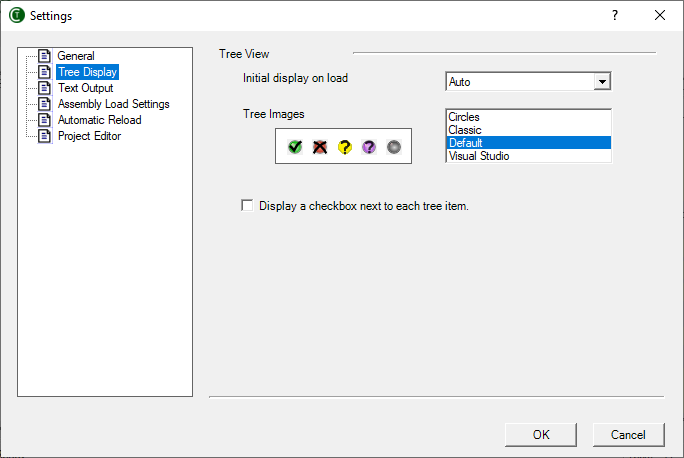 Settings
General
Tree Display
Text Output
Assembly Load Settings
Automatic Reload
Project Editor
Tree View
Initial display on load
Auto
Tree Images
Circles
Classic
Default
Visual Studio
Display a checkbox next to each tree item.
OK
Cancel